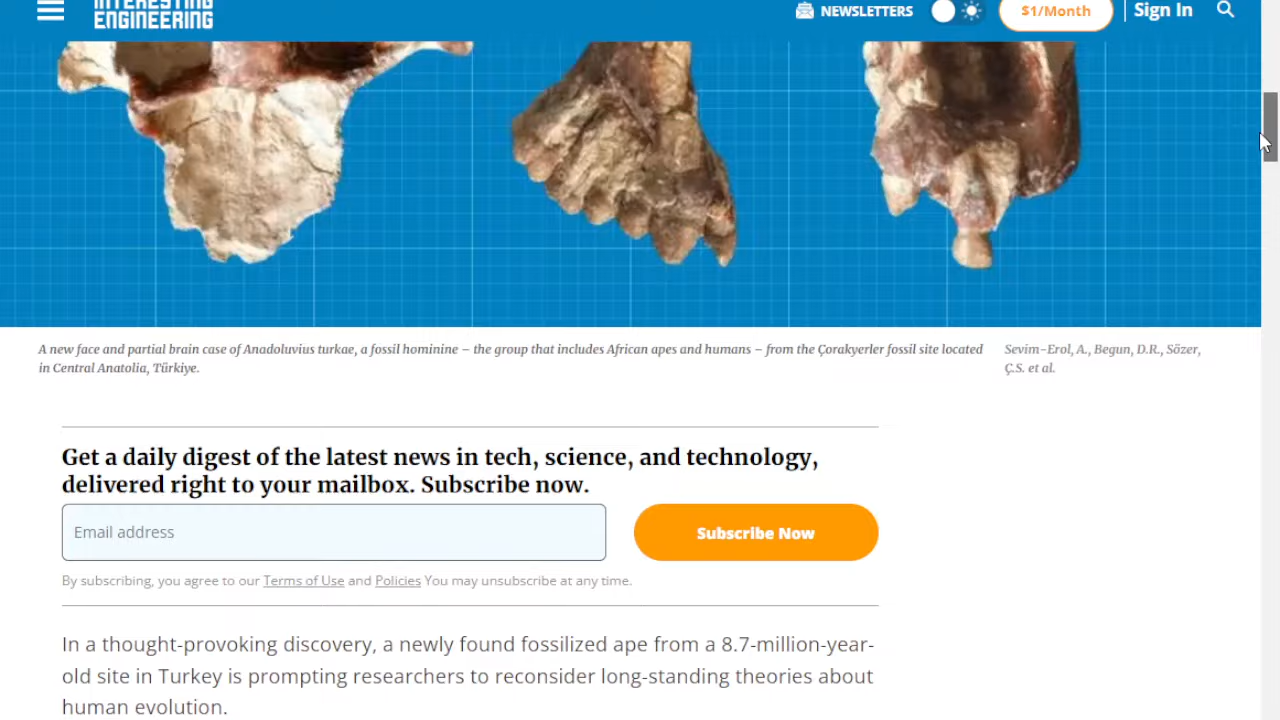 INTERESTING
ENGINEERING
NEWSLETTERS
$1/Month
Sign In
A new face and partial brain case of Anadoluvius turkae, a fossil hominine – the group that includes African apes and humans – from the Çorakyerler fossil site located
in Central Anatolia, Türkiye.
Sevim-Erol, A., Begun, D.R., Sözer,
Ç.S. et al.
Get a daily digest of the latest news in tech, science, and technology,
delivered right to your mailbox. Subscribe now.
Email address
Subscribe Now
By subscribing, you agree to our Terms of Use and Policies You may unsubscribe at any time.
In a thought-provoking discovery, a newly found fossilized ape from a 8.7-million-year-
old site in Turkey is prompting researchers to reconsider long-standing theories about
human evolution.